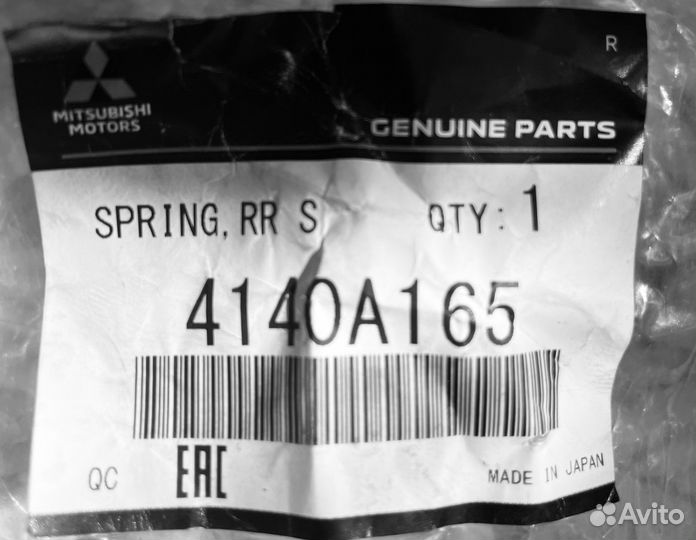 R
MITSUBISHI
MOTORS
GENUINE PARTS
SPRING, RR S QTY: 1
4140A165
QC EAC MADE IN JAPAN
Avito